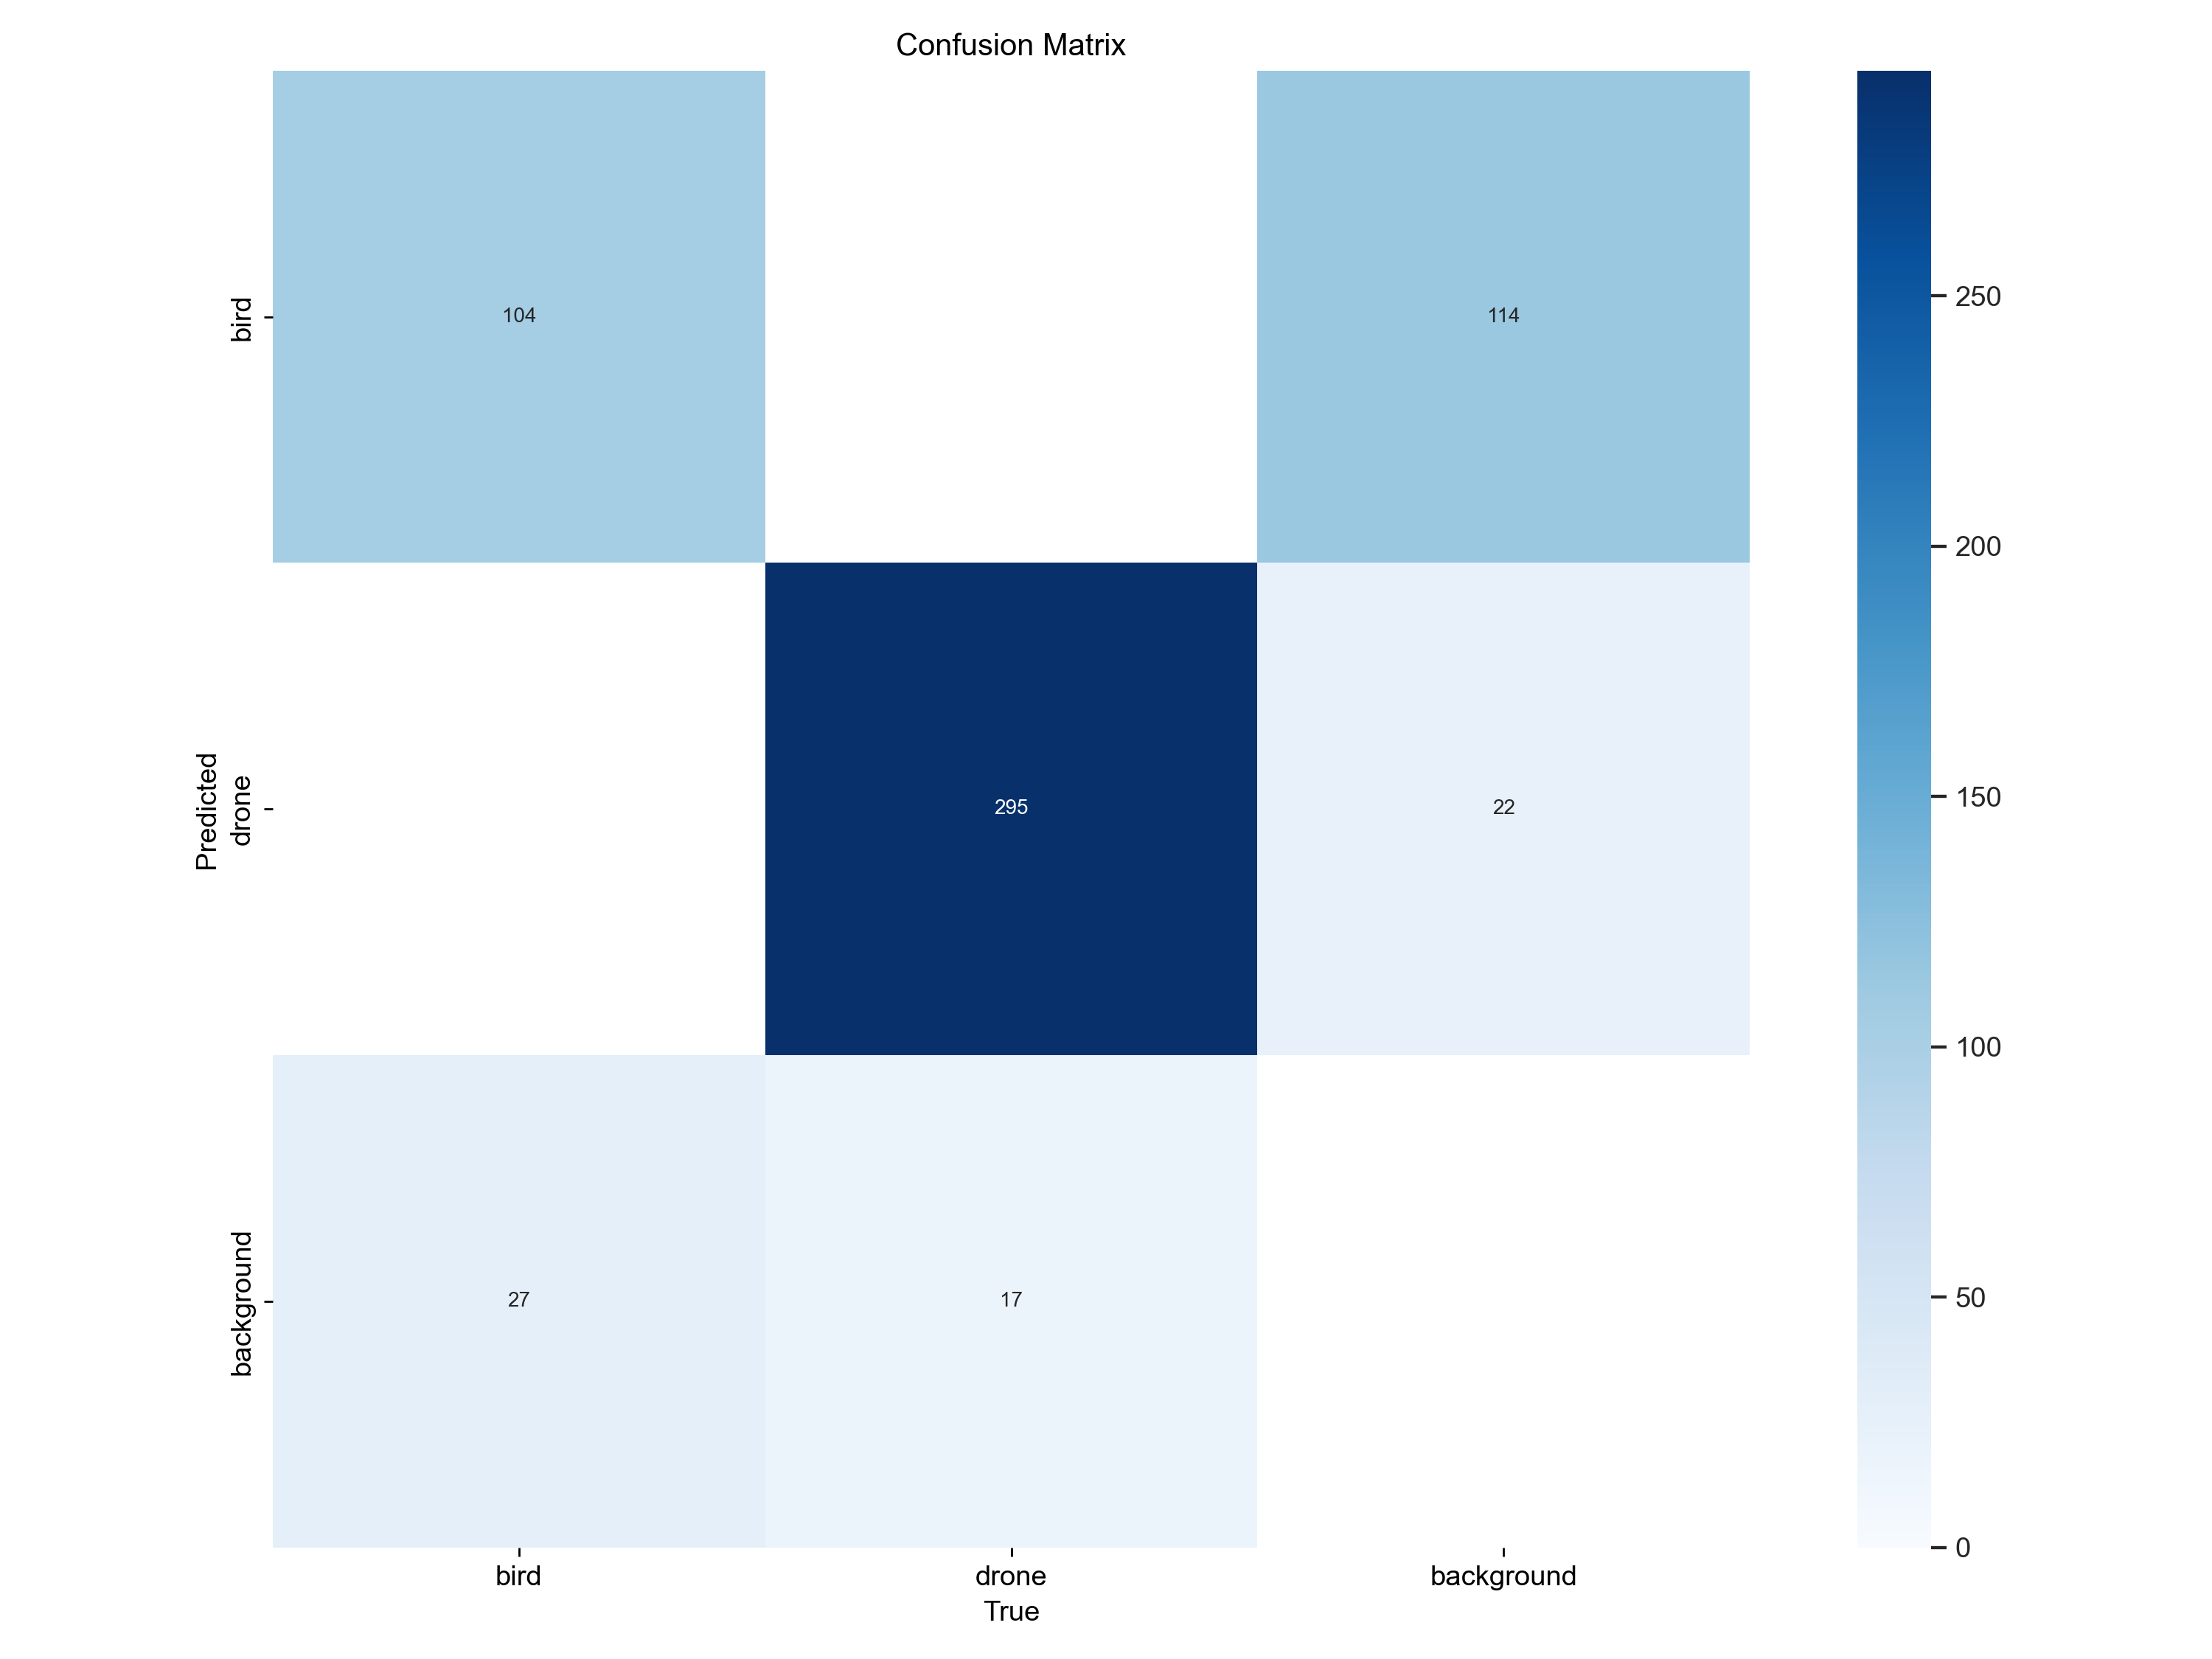 Confusion Matrix
bird
104
114
250
200
Predicted
drone
295
22
150
100
background
27
17
50
0
bird
drone
background
True